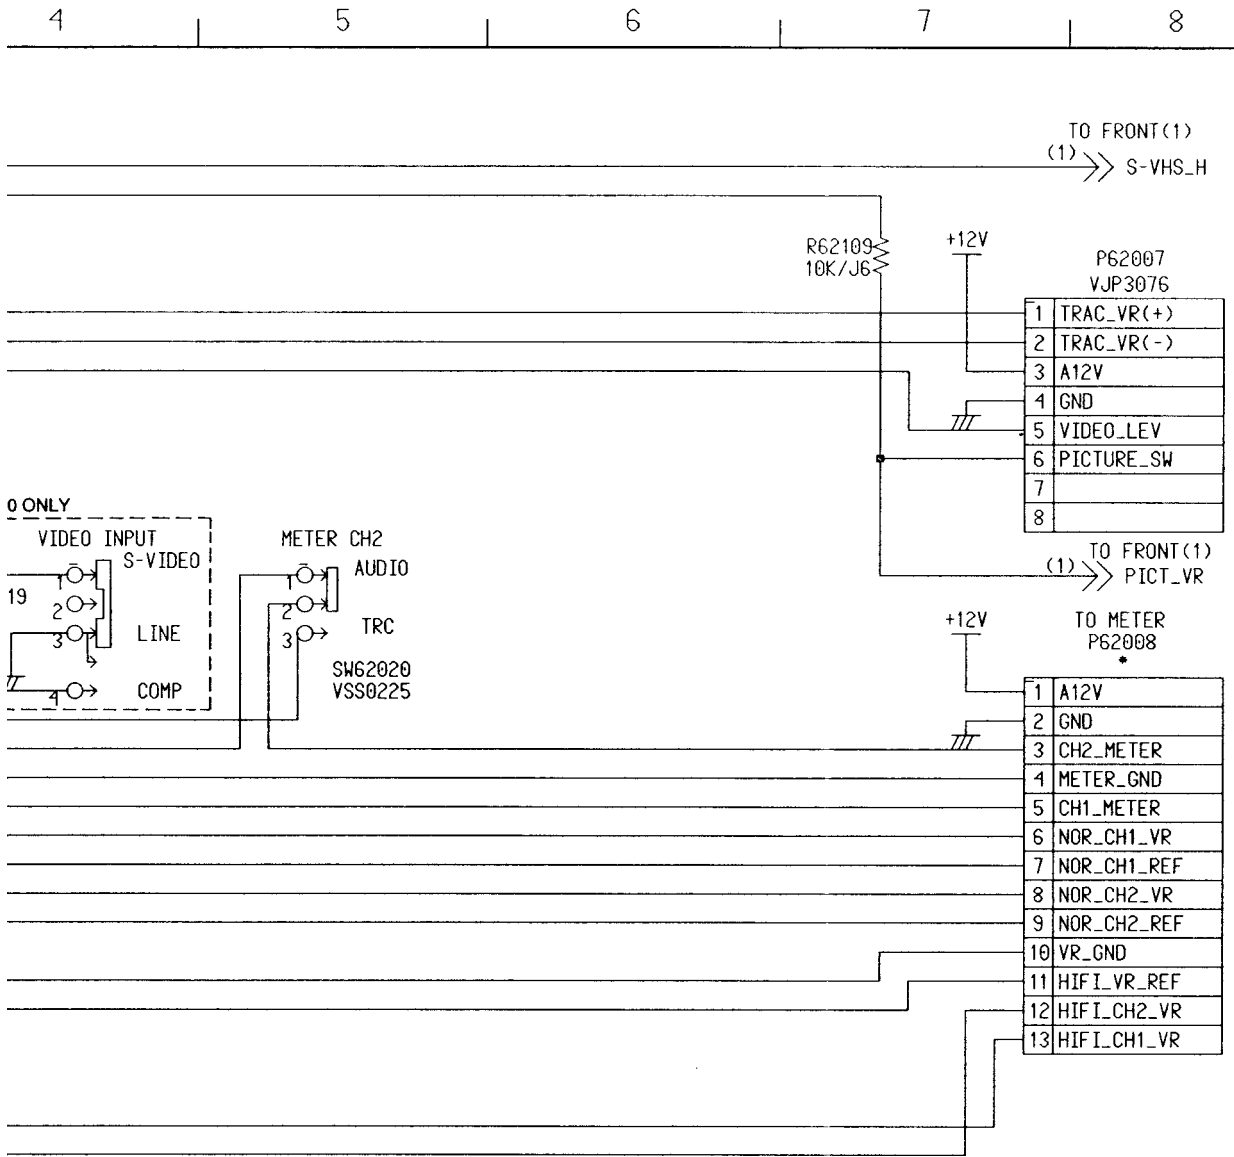 4 5 6 7 8
TO FRONT(1)
(1) S-VHS_H
R62109
10K/J6
+12V
P62007
VJP3076
1 TRAC_VR(+)
2 TRAC_VR(-)
3 A12V
4 GND
5 VIDEO_LEV
6 PICTURE_SW
7
8
TO FRONT(1)
(1) PICT_VR
0 ONLY
VIDEO INPUT
S-VIDEO
1
19
2
3 LINE
4 COMP
METER CH2
1 AUDIO
2
3 TRC
SW62020
VSS0225
+12V
TO METER
P62008
*
1 A12V
2 GND
3 CH2_METER
4 METER_GND
5 CH1_METER
6 NOR_CH1_VR
7 NOR_CH1_REF
8 NOR_CH2_VR
9 NOR_CH2_REF
10 VR_GND
11 HIFI_VR_REF
12 HIFI_CH2_VR
13 HIFI_CH1_VR